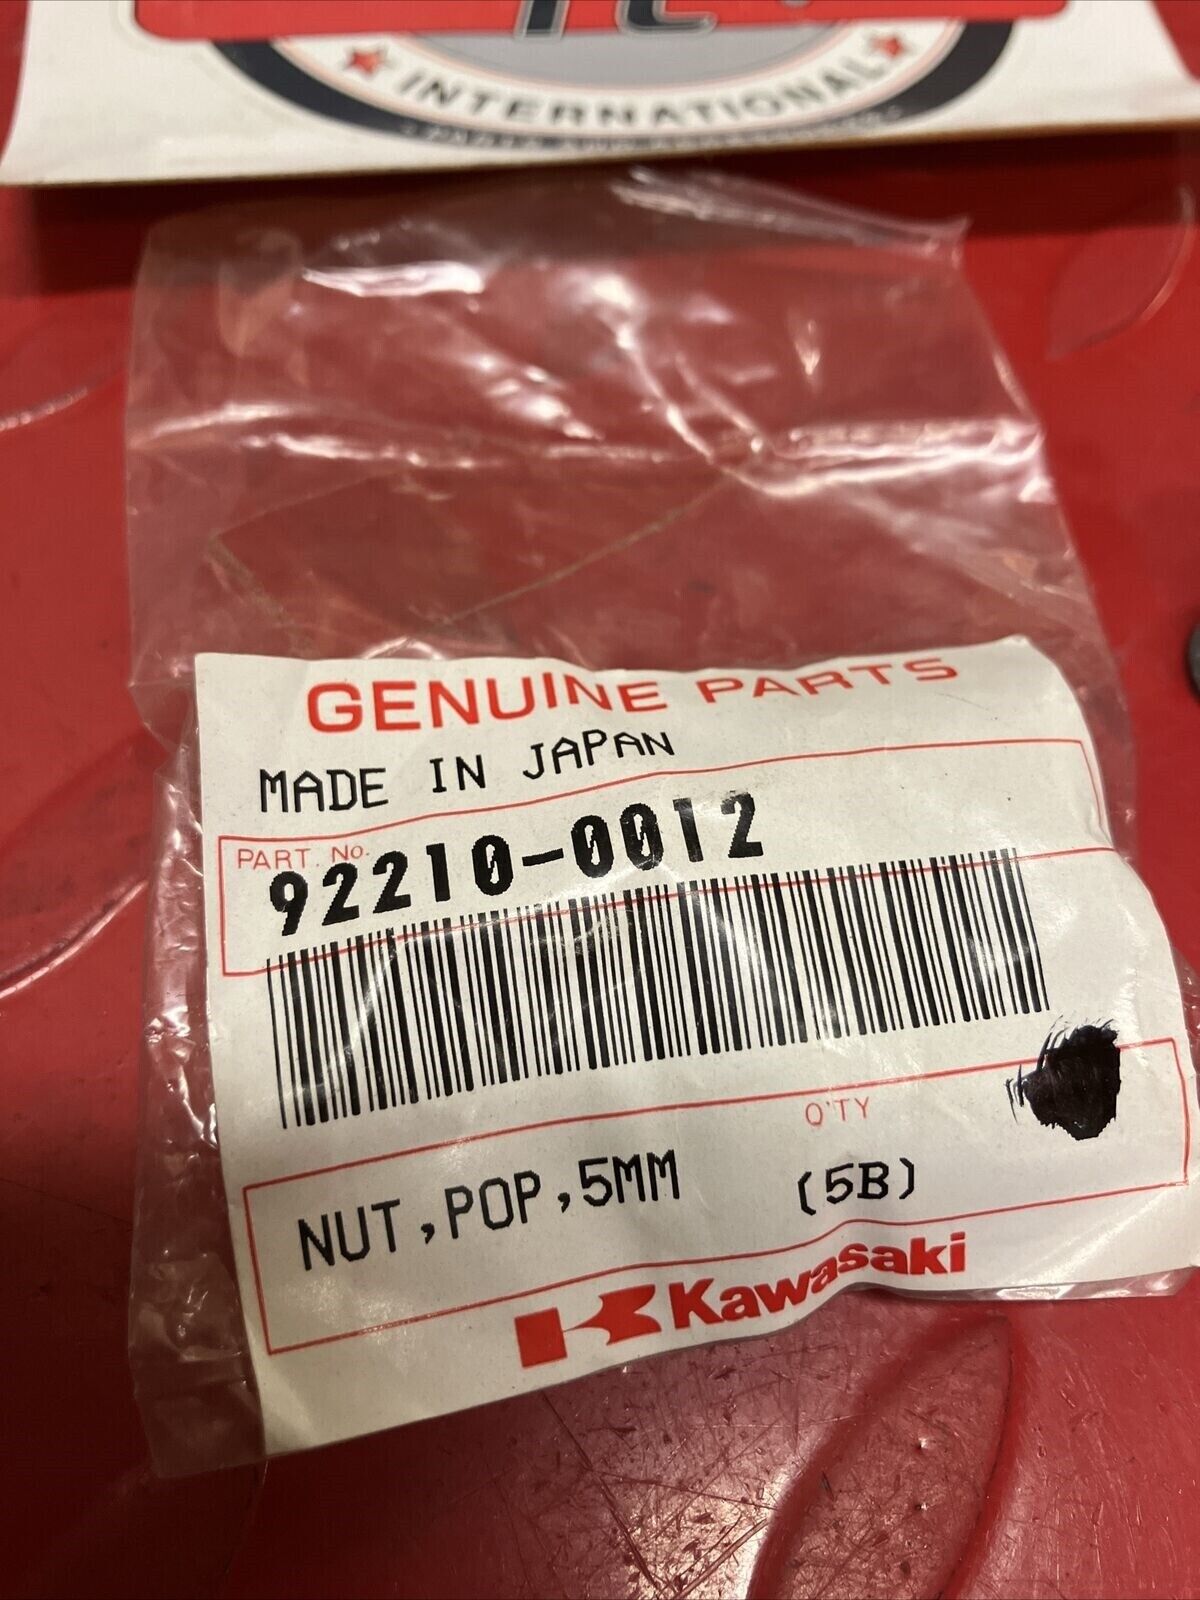 INTERNATIONAL
GENUINE PARTS
MADE IN JAPAN
PART. No.
92210-0012
Q'TY
NUT,POP,5MM (5B)
Kawasaki